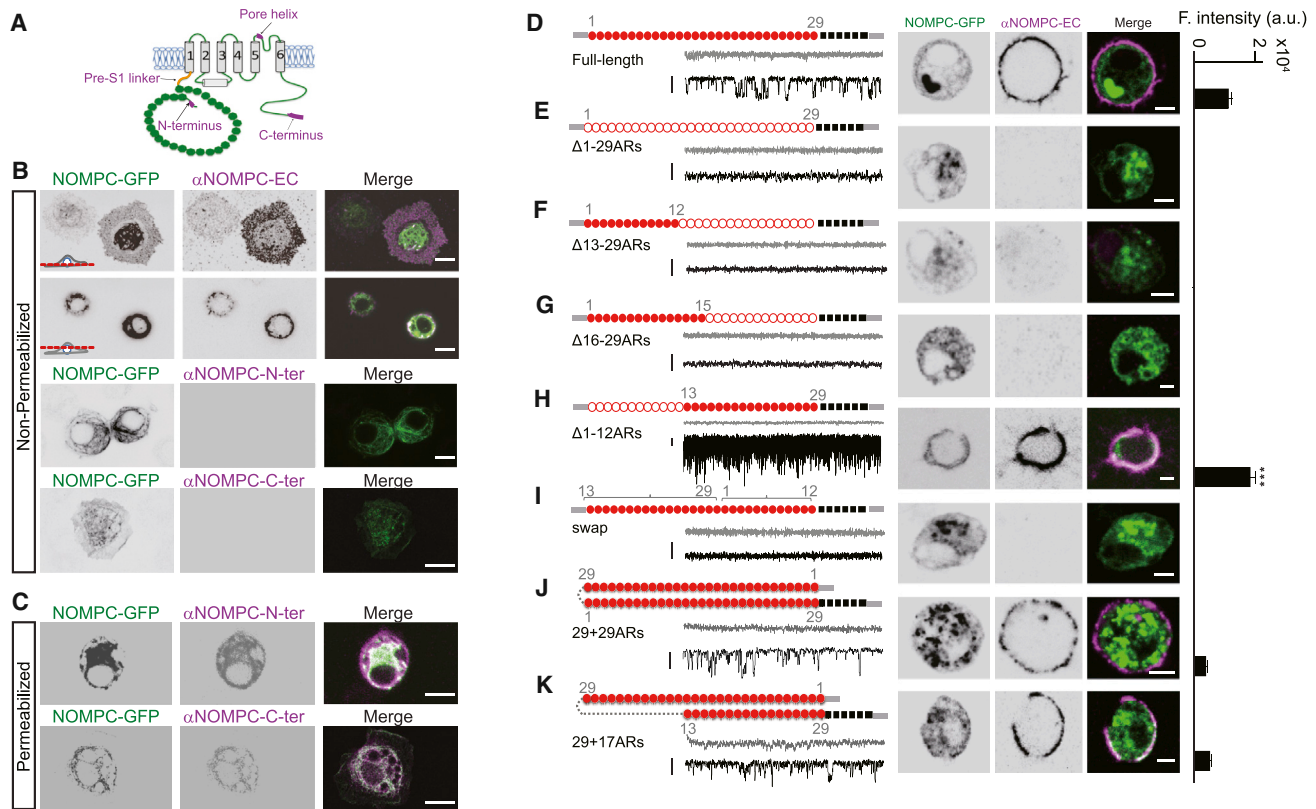 A
Pore helix
1 2 3 4 5 6
Pre-S1 linker
N-terminus
C-terminus
B
Non-Permeabilized
NOMPC-GFP αNOMPC-EC Merge
NOMPC-GFP αNOMPC-N-ter Merge
NOMPC-GFP αNOMPC-C-ter Merge
C
Permeabilized
NOMPC-GFP αNOMPC-N-ter Merge
NOMPC-GFP αNOMPC-C-ter Merge
NOMPC-GFP αNOMPC-EC Merge
F. intensity (a.u.)
0 2 x10⁴
D
1 29
Full-length
E
29
Δ1-29ARs
F
1 12
Δ13-29ARs
G
1 15
Δ16-29ARs
H
13 29
Δ1-12ARs
***
I
13 29 1 12
swap
J
29 1
1 29
29+29ARs
K
29 1
13 29
29+17ARs